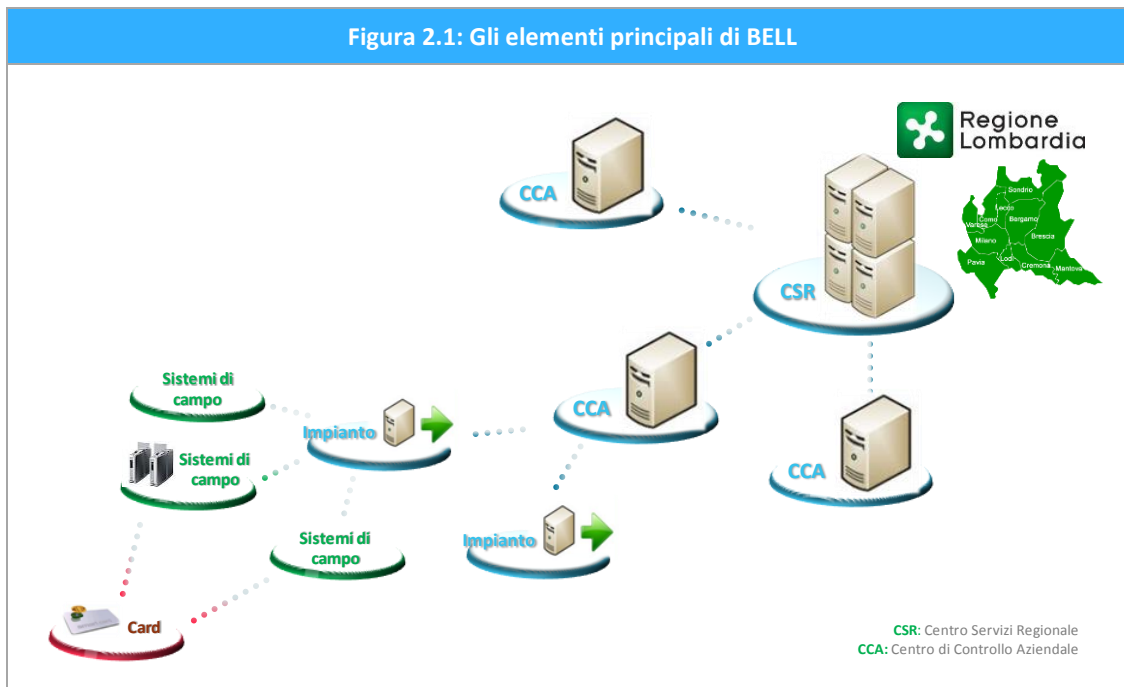 Figura 2.1: Gli elementi principali di BELL
Regione
Lombardia
CCA
Sondrio
Lecco
Como
Bergamo
Varese
Brescia
Milano
Pavia
Lodi
Cremona
Mantova
CSR
Sistemi di
campo
CCA
Impianto
Sistemi di
campo
CCA
Sistemi di
campo
Impianto
Card
CSR: Centro Servizi Regionale
CCA: Centro di Controllo Aziendale